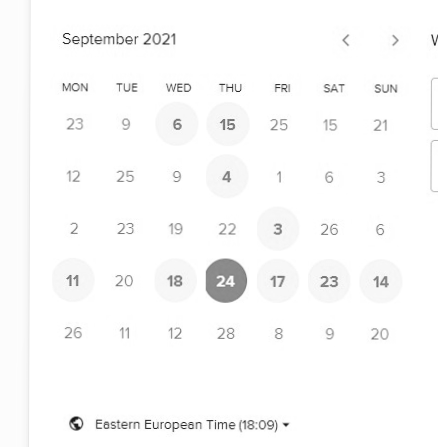 September 2021
MON TUE WED THU FRI SAT SUN
23 9 6 15 25 15 21
12 25 9 4 1 6 3
2 23 19 22 3 26 6
11 20 18 24 17 23 14
26 11 12 28 8 9 20
Eastern European Time (18:09)